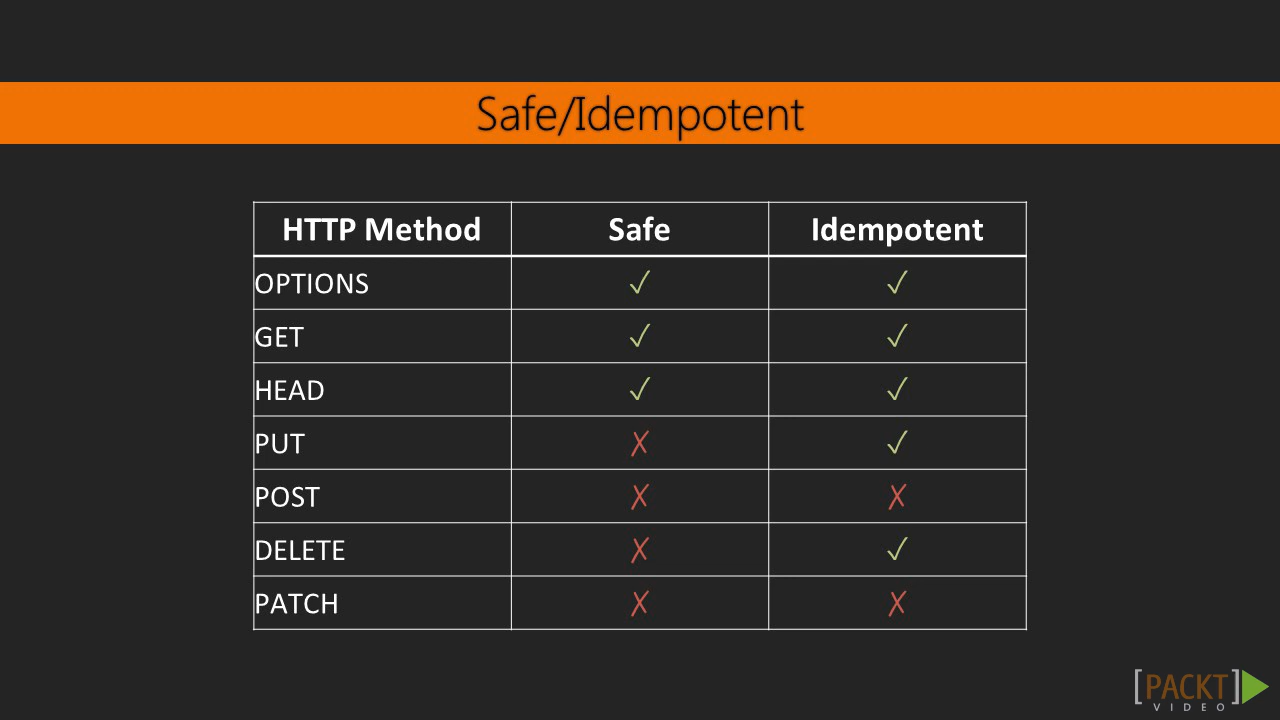 Safe/Idempotent
HTTP Method Safe Idempotent
OPTIONS ✓ ✓
GET ✓ ✓
HEAD ✓ ✓
PUT ✗ ✓
POST ✗ ✗
DELETE ✗ ✓
PATCH ✗ ✗
[PACKT]
VIDEO